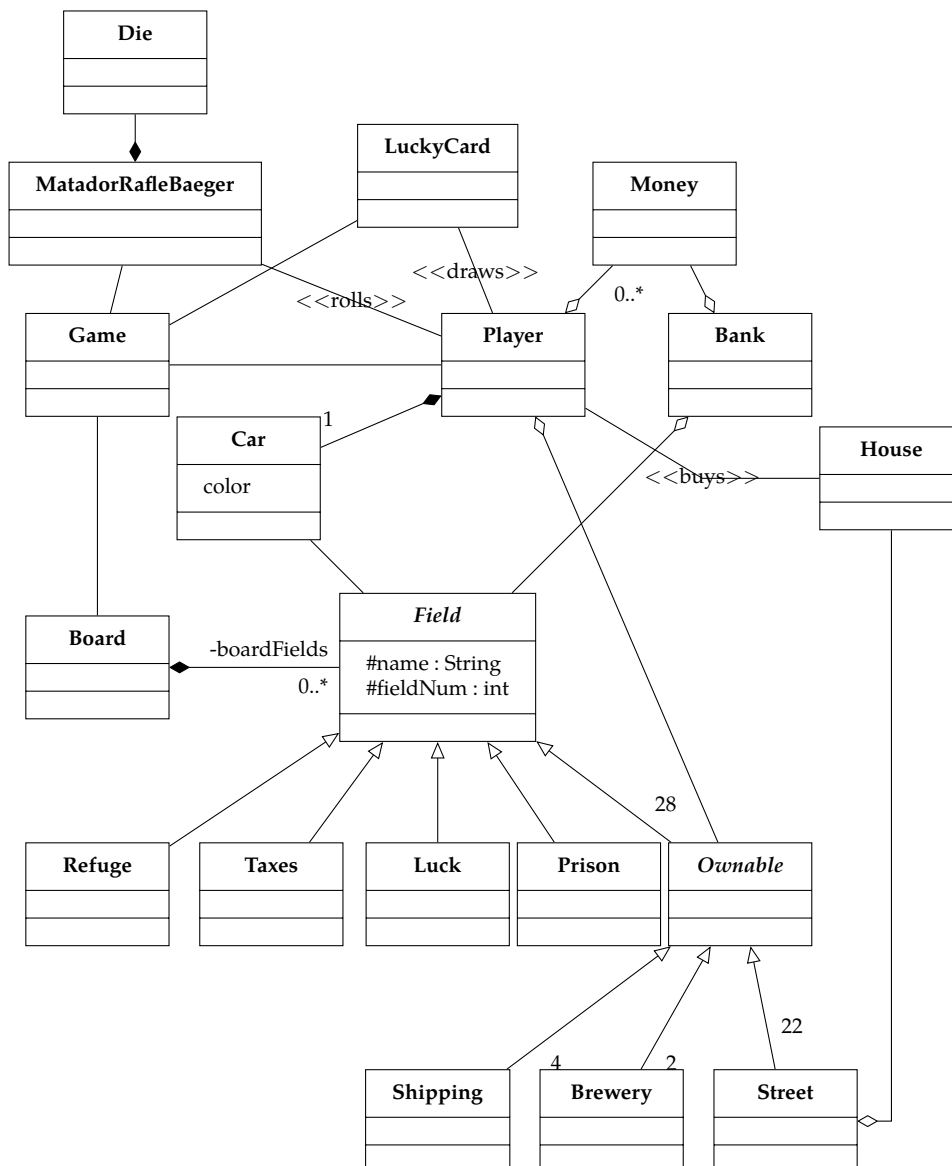 Die
LuckyCard
MatadorRafleBaeger
Money
<<draws>>
<<rolls>>
0..*
Game
Player
Bank
1
Car
House
color
<<buys>>
Field
Board
-boardFields
#name : String
0..*
#fieldNum : int
28
Refuge
Taxes
Luck
Prison
Ownable
22
4
2
Shipping
Brewery
Street